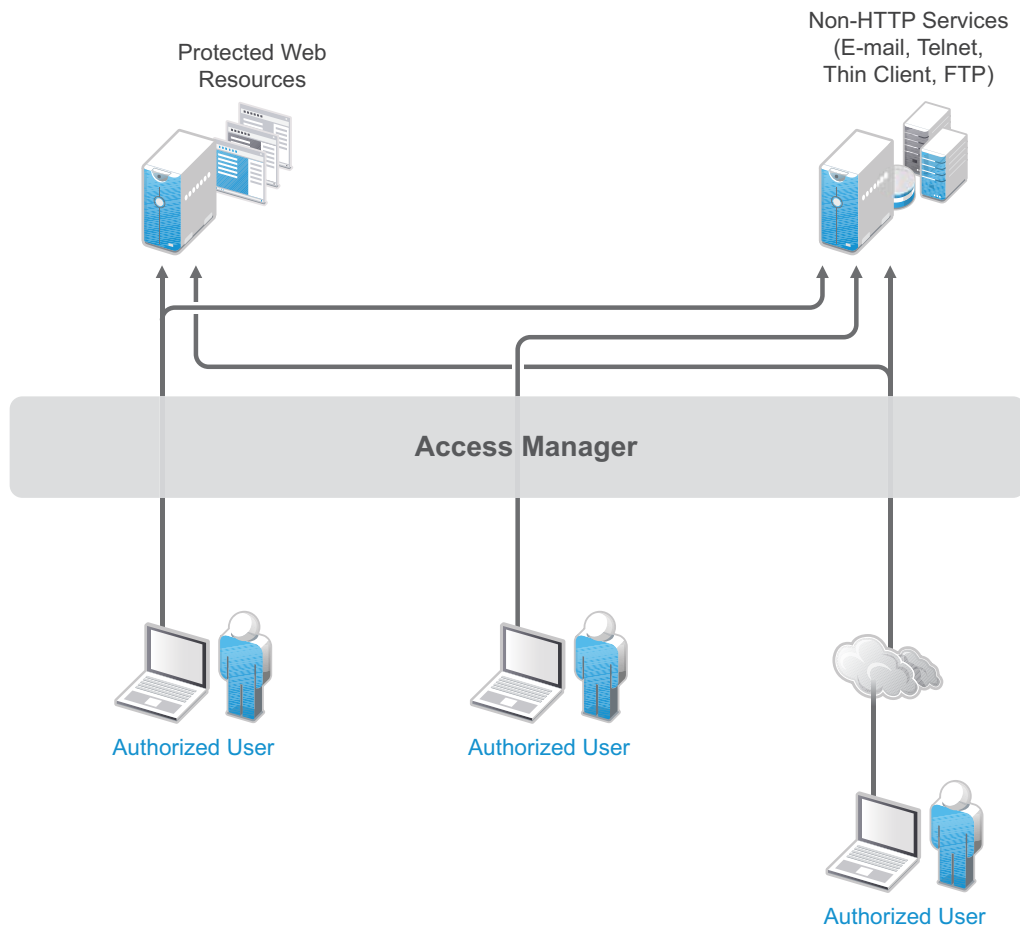 Protected Web
Resources
Non-HTTP Services
(E-mail, Telnet,
Thin Client, FTP)
Access Manager
Authorized User
Authorized User
Authorized User